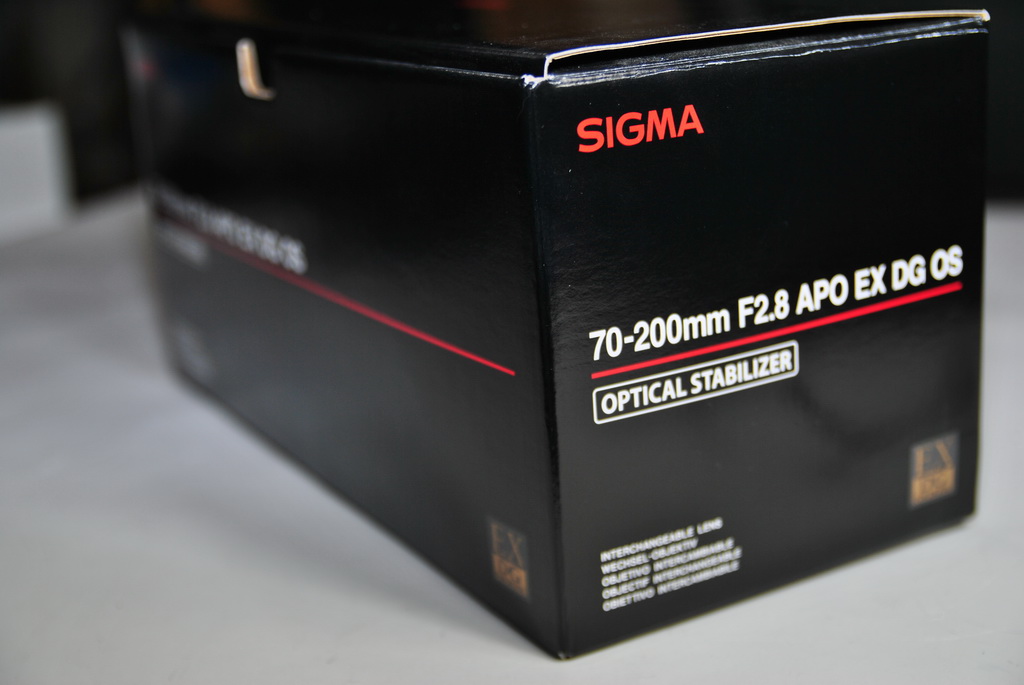 SIGMA
70-200mm F2.8 APO EX DG OS
OPTICAL STABILIZER
EX
INTERCHANGEABLE LENS
WECHSEL-OBJEKTIV
OBJETIVO INTERCAMBIABLE
OBJECTIF INTERCHANGEABLE
OBIETTIVO INTERCAMBIABILE
EX